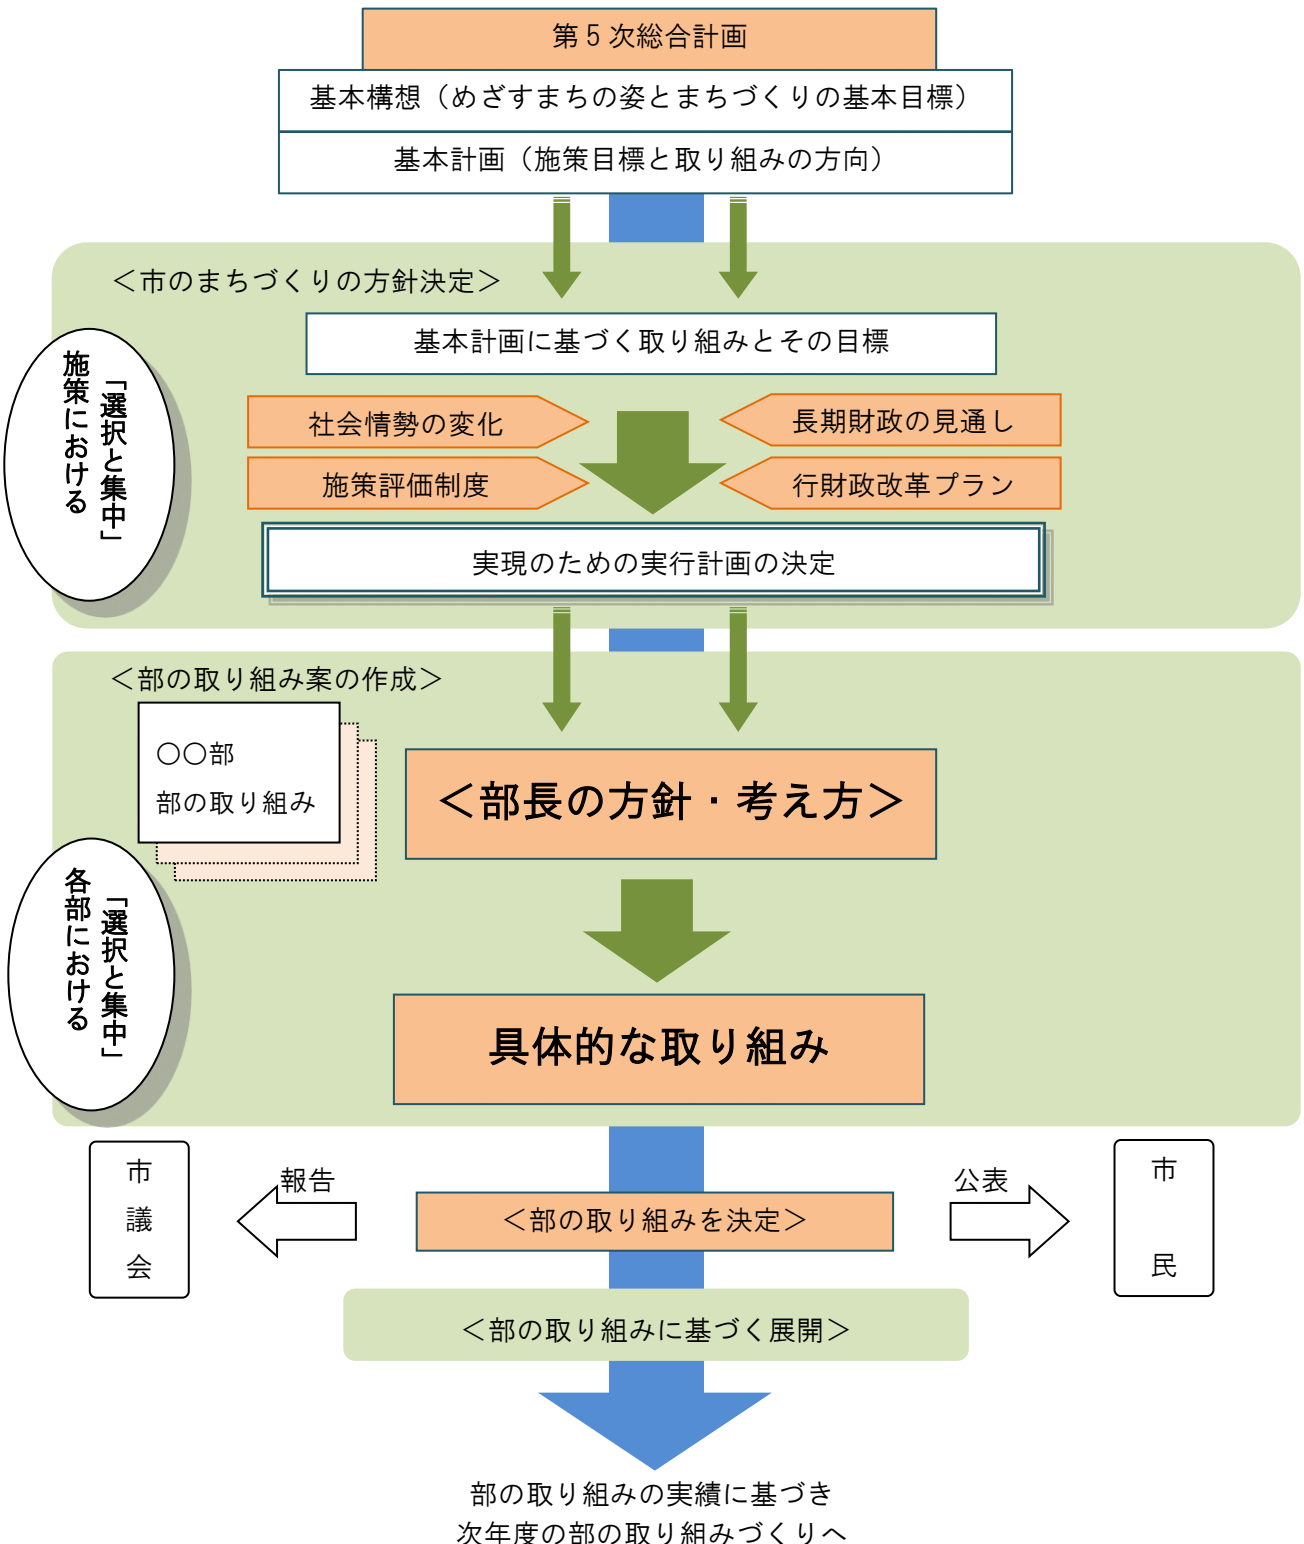 第５次総合計画
基本構想（めざすまちの姿とまちづくりの基本目標）
基本計画（施策目標と取り組みの方向）
＜市のまちづくりの方針決定＞
基本計画に基づく取り組みとその目標
施策における
「選択と集中」
社会情勢の変化
長期財政の見通し
施策評価制度
行財政改革プラン
実現のための実行計画の決定
＜部の取り組み案の作成＞
〇〇部
部の取り組み
＜部長の方針・考え方＞
各部における
「選択と集中」
具体的な取り組み
市議会
報告
＜部の取り組みを決定＞
公表
市民
＜部の取り組みに基づく展開＞
部の取り組みの実績に基づき
次年度の部の取り組みづくりへ